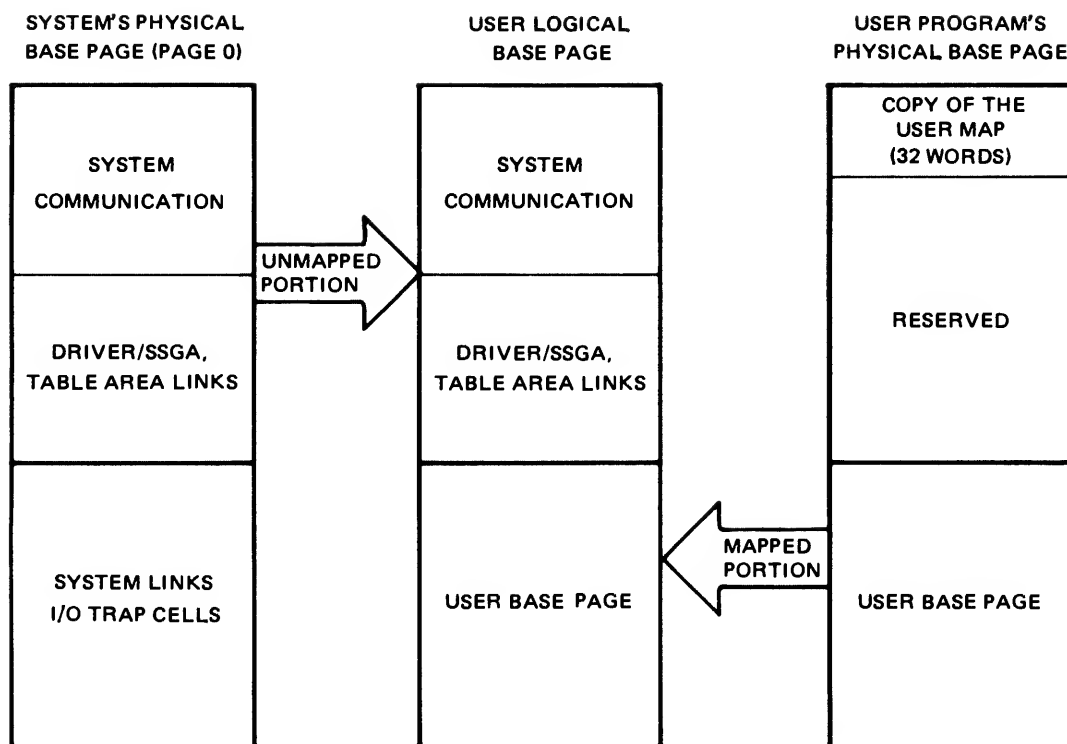 SYSTEM'S PHYSICAL
BASE PAGE (PAGE 0)
USER LOGICAL
BASE PAGE
USER PROGRAM'S
PHYSICAL BASE PAGE
SYSTEM
COMMUNICATION
DRIVER/SSGA,
TABLE AREA LINKS
SYSTEM LINKS
I/O TRAP CELLS
UNMAPPED
PORTION
SYSTEM
COMMUNICATION
DRIVER/SSGA,
TABLE AREA LINKS
USER BASE PAGE
MAPPED
PORTION
COPY OF THE
USER MAP
(32 WORDS)
RESERVED
USER BASE PAGE